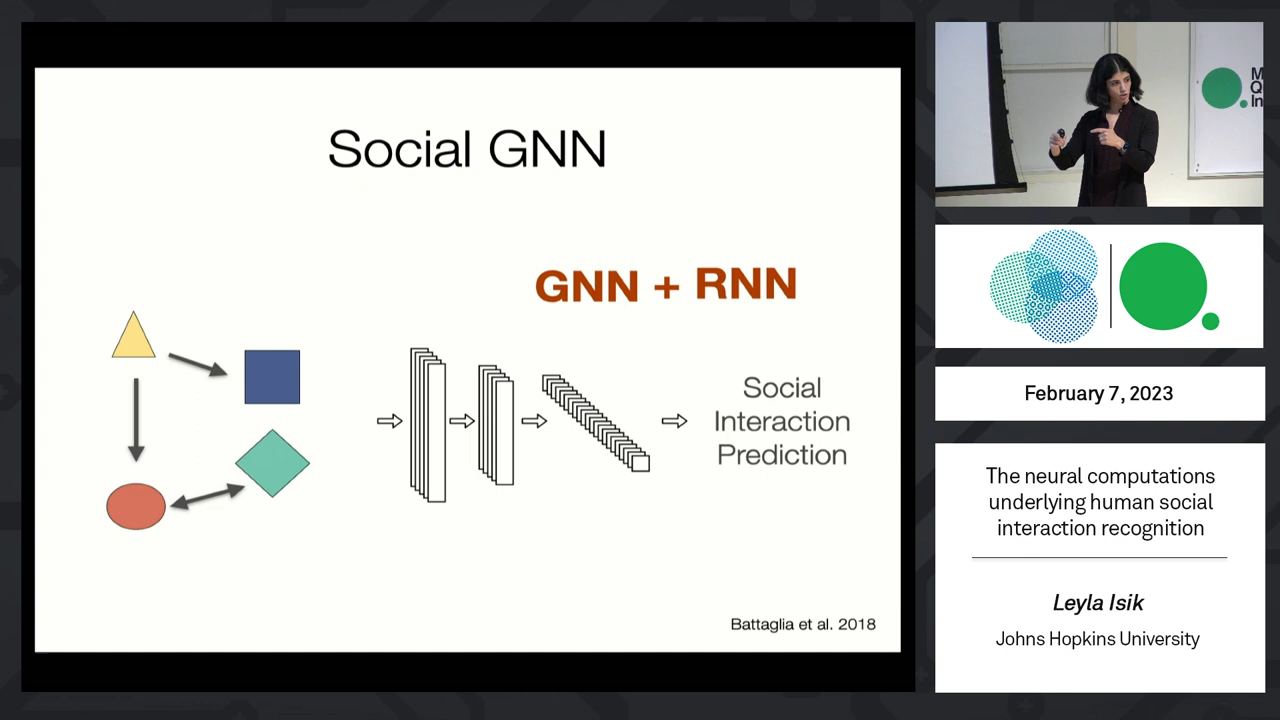 Social GNN
GNN + RNN
Social
Interaction
Prediction
Battaglia et al. 2018
February 7, 2023
The neural computations
underlying human social
interaction recognition
Leyla Isik
Johns Hopkins University